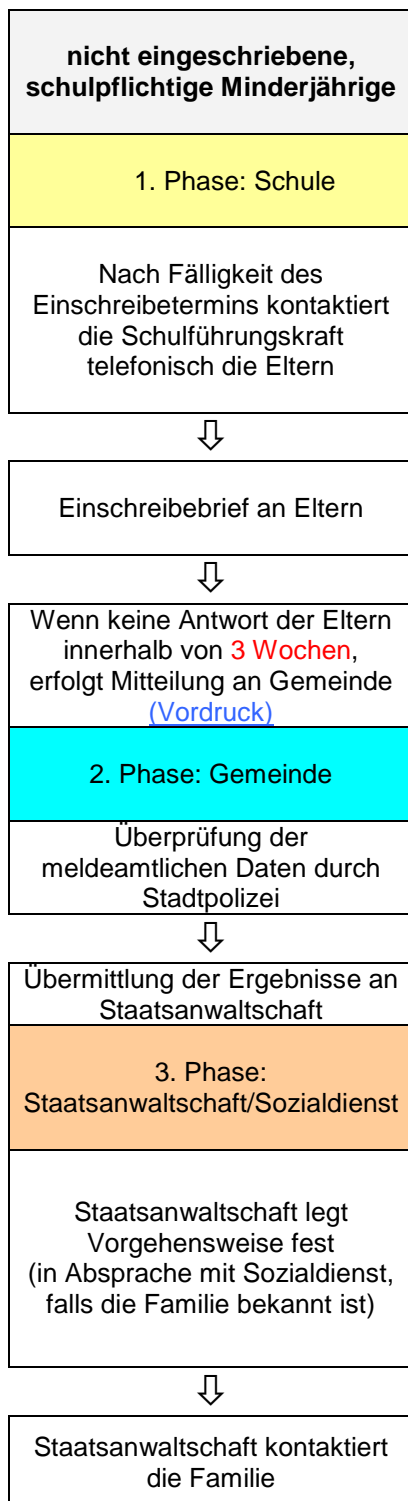 nicht eingeschriebene,
schulpflichtige Minderjährige
1. Phase: Schule
Nach Fälligkeit des
Einschreibetermins kontaktiert
die Schulführungskraft
telefonisch die Eltern
⇩
Einschreibebrief an Eltern
⇩
Wenn keine Antwort der Eltern
innerhalb von 3 Wochen,
erfolgt Mitteilung an Gemeinde
(Vordruck)
2. Phase: Gemeinde
Überprüfung der
meldeamtlichen Daten durch
Stadtpolizei
⇩
Übermittlung der Ergebnisse an
Staatsanwaltschaft
3. Phase:
Staatsanwaltschaft/Sozialdienst
Staatsanwaltschaft legt
Vorgehensweise fest
(in Absprache mit Sozialdienst,
falls die Familie bekannt ist)
⇩
Staatsanwaltschaft kontaktiert
die Familie